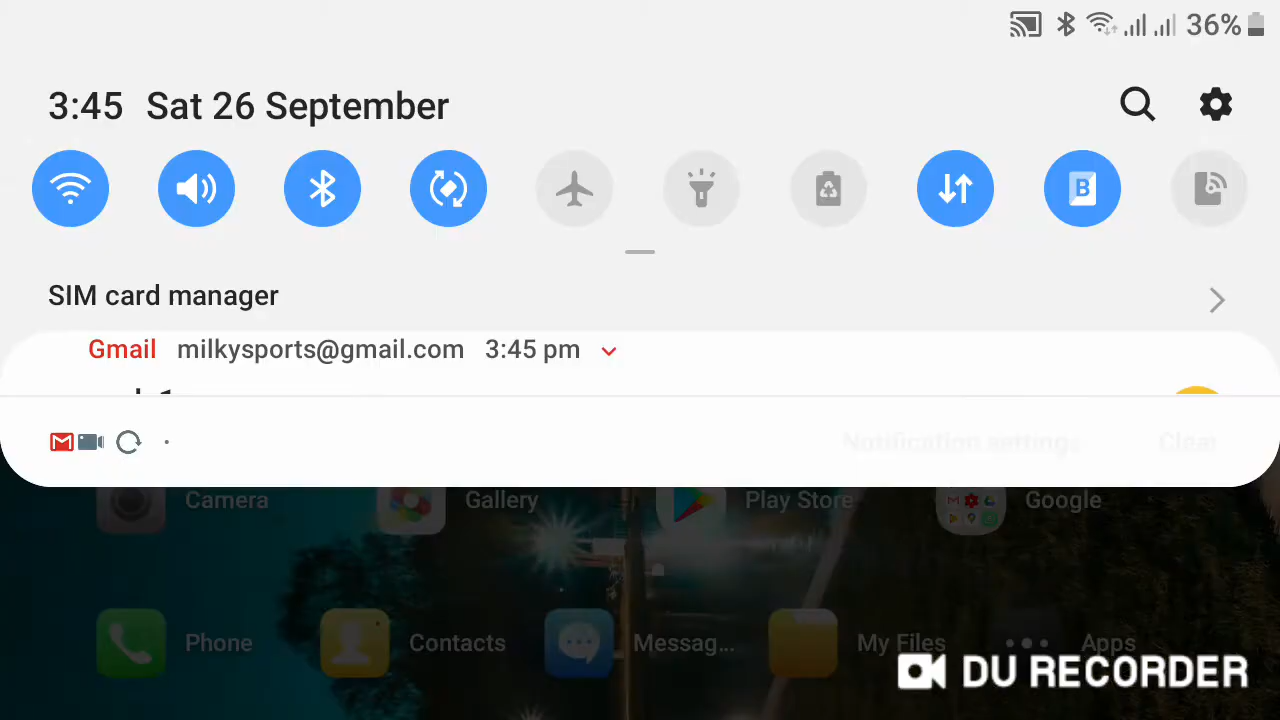 36%
3:45 Sat 26 September
B
SIM card manager
Gmail milkysports@gmail.com 3:45 pm
Notification settings Clear
Camera Gallery Play Store Google
Phone Contacts Messag... My Files Apps
DU RECORDER